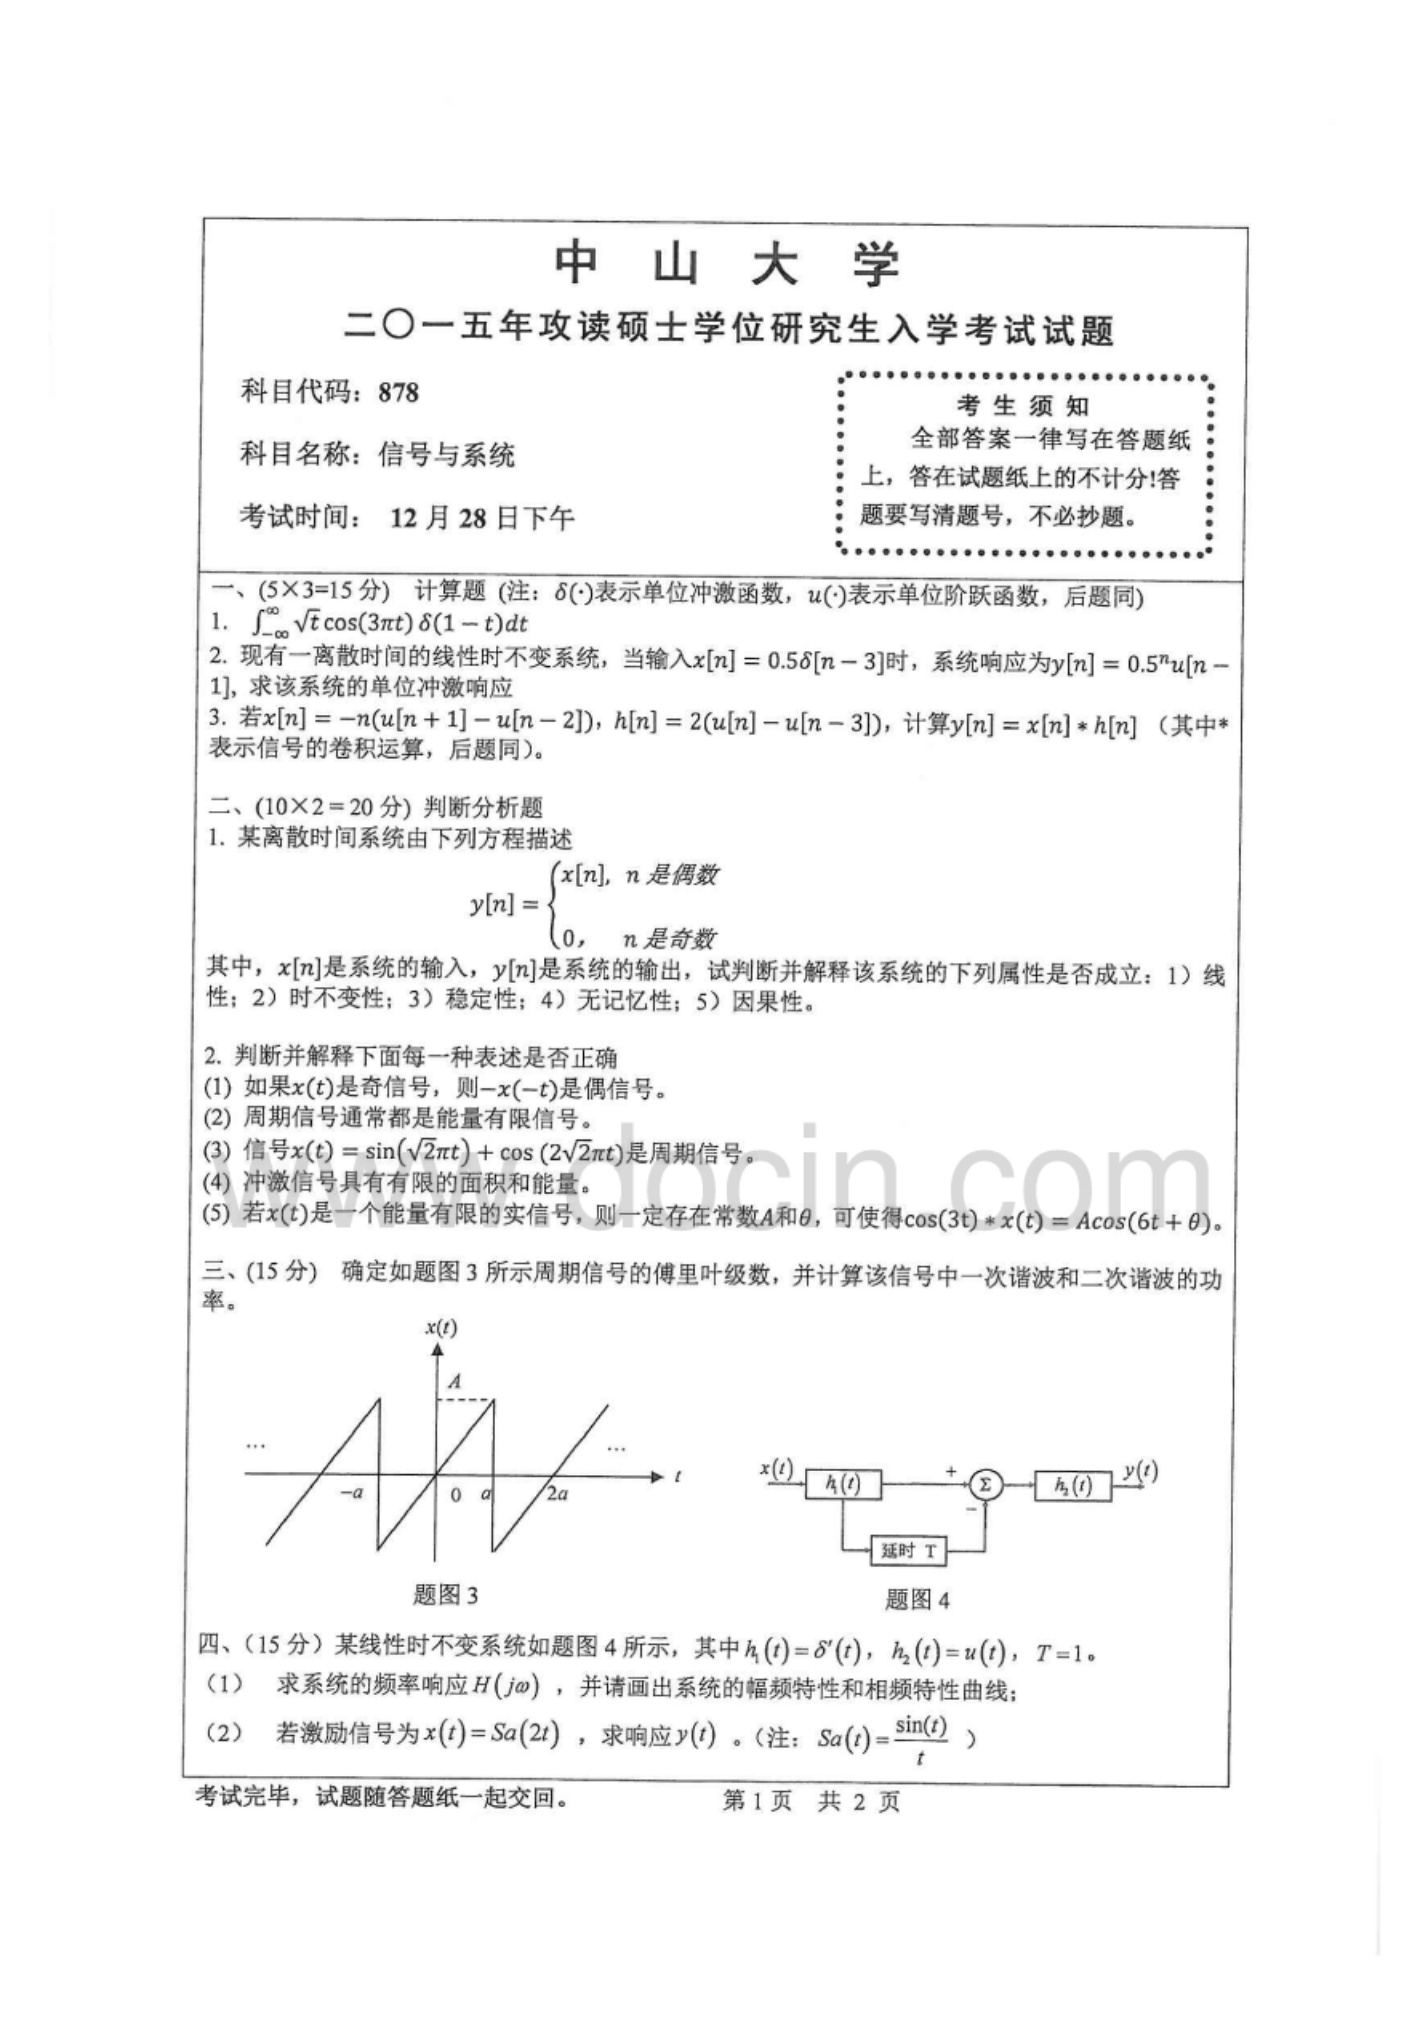 中 山 大 学
二〇一五年攻读硕士学位研究生入学考试试题
科目代码：878
科目名称：信号与系统
考试时间： 12 月 28 日下午
考 生 须 知
全部答案一律写在答题纸
上，答在试题纸上的不计分!答
题要写清题号，不必抄题。
一、(5×3=15 分) 计算题 (注：δ(·)表示单位冲激函数，u(·)表示单位阶跃函数，后题同)
1. ∫_{-∞}^{∞} √t cos(3πt) δ(1 − t)dt
2. 现有一离散时间的线性时不变系统，当输入x[n] = 0.5δ[n − 3]时，系统响应为y[n] = 0.5ⁿu[n −
1], 求该系统的单位冲激响应
3. 若x[n] = −n(u[n + 1] − u[n − 2])，h[n] = 2(u[n] − u[n − 3])，计算y[n] = x[n] ∗ h[n] （其中*
表示信号的卷积运算，后题同）。
二、(10×2 = 20 分) 判断分析题
1. 某离散时间系统由下列方程描述
x[n], n 是偶数
y[n] = {
0, n 是奇数
其中，x[n]是系统的输入，y[n]是系统的输出，试判断并解释该系统的下列属性是否成立：1）线
性；2）时不变性；3）稳定性；4）无记忆性；5）因果性。
2. 判断并解释下面每一种表述是否正确
(1) 如果x(t)是奇信号，则−x(−t)是偶信号。
(2) 周期信号通常都是能量有限信号。
(3) 信号x(t) = sin(√2πt) + cos (2√2πt)是周期信号。
(4) 冲激信号具有有限的面积和能量。
(5) 若x(t)是一个能量有限的实信号，则一定存在常数A和θ，可使得cos(3t) ∗ x(t) = Acos(6t + θ)。
www.docin.com
三、(15 分) 确定如题图 3 所示周期信号的傅里叶级数，并计算该信号中一次谐波和二次谐波的功
率。
x(t)
A
... ...
−a 0 a 2a t
题图 3
x(t) h₁(t) + Σ h₂(t) y(t)
−
延时 T
题图 4
四、（15 分）某线性时不变系统如题图 4 所示，其中h₁(t)=δ′(t)，h₂(t)=u(t)，T=1。
（1） 求系统的频率响应H(jω) ，并请画出系统的幅频特性和相频特性曲线；
（2） 若激励信号为x(t)=Sa(2t) ，求响应y(t) 。（注：Sa(t)=sin(t)/t ）
考试完毕，试题随答题纸一起交回。 第 1 页 共 2 页